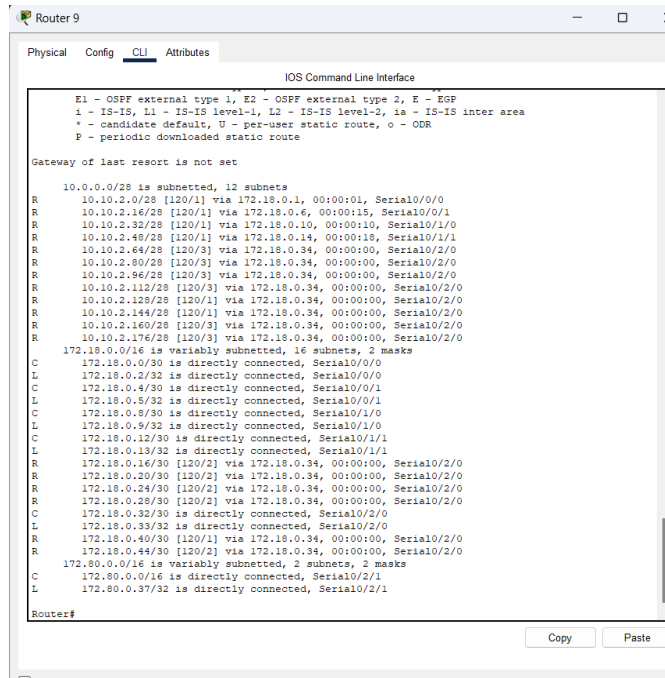 Router 9
Physical Config CLI Attributes
IOS Command Line Interface
E1 - OSPF external type 1, E2 - OSPF external type 2, E - EGP
i - IS-IS, L1 - IS-IS level-1, L2 - IS-IS level-2, ia - IS-IS inter area
* - candidate default, U - per-user static route, o - ODR
P - periodic downloaded static route
Gateway of last resort is not set
10.0.0.0/28 is subnetted, 12 subnets
R 10.10.2.0/28 [120/1] via 172.18.0.1, 00:00:01, Serial0/0/0
R 10.10.2.16/28 [120/1] via 172.18.0.6, 00:00:15, Serial0/0/1
R 10.10.2.32/28 [120/1] via 172.18.0.10, 00:00:10, Serial0/1/0
R 10.10.2.48/28 [120/1] via 172.18.0.14, 00:00:18, Serial0/1/1
R 10.10.2.64/28 [120/3] via 172.18.0.34, 00:00:00, Serial0/2/0
R 10.10.2.80/28 [120/3] via 172.18.0.34, 00:00:00, Serial0/2/0
R 10.10.2.96/28 [120/3] via 172.18.0.34, 00:00:00, Serial0/2/0
R 10.10.2.112/28 [120/3] via 172.18.0.34, 00:00:00, Serial0/2/0
R 10.10.2.128/28 [120/1] via 172.18.0.34, 00:00:00, Serial0/2/0
R 10.10.2.144/28 [120/1] via 172.18.0.34, 00:00:00, Serial0/2/0
R 10.10.2.160/28 [120/3] via 172.18.0.34, 00:00:00, Serial0/2/0
R 10.10.2.176/28 [120/3] via 172.18.0.34, 00:00:00, Serial0/2/0
172.18.0.0/16 is variably subnetted, 16 subnets, 2 masks
C 172.18.0.0/30 is directly connected, Serial0/0/0
L 172.18.0.2/32 is directly connected, Serial0/0/0
C 172.18.0.4/30 is directly connected, Serial0/0/1
L 172.18.0.5/32 is directly connected, Serial0/0/1
C 172.18.0.8/30 is directly connected, Serial0/1/0
L 172.18.0.9/32 is directly connected, Serial0/1/0
C 172.18.0.12/30 is directly connected, Serial0/1/1
L 172.18.0.13/32 is directly connected, Serial0/1/1
R 172.18.0.16/30 [120/2] via 172.18.0.34, 00:00:00, Serial0/2/0
R 172.18.0.20/30 [120/2] via 172.18.0.34, 00:00:00, Serial0/2/0
R 172.18.0.24/30 [120/2] via 172.18.0.34, 00:00:00, Serial0/2/0
R 172.18.0.28/30 [120/2] via 172.18.0.34, 00:00:00, Serial0/2/0
C 172.18.0.32/30 is directly connected, Serial0/2/0
L 172.18.0.33/32 is directly connected, Serial0/2/0
R 172.18.0.40/30 [120/1] via 172.18.0.34, 00:00:00, Serial0/2/0
R 172.18.0.44/30 [120/2] via 172.18.0.34, 00:00:00, Serial0/2/0
172.80.0.0/16 is variably subnetted, 2 subnets, 2 masks
C 172.80.0.0/16 is directly connected, Serial0/2/1
L 172.80.0.37/32 is directly connected, Serial0/2/1
Router#
Copy Paste